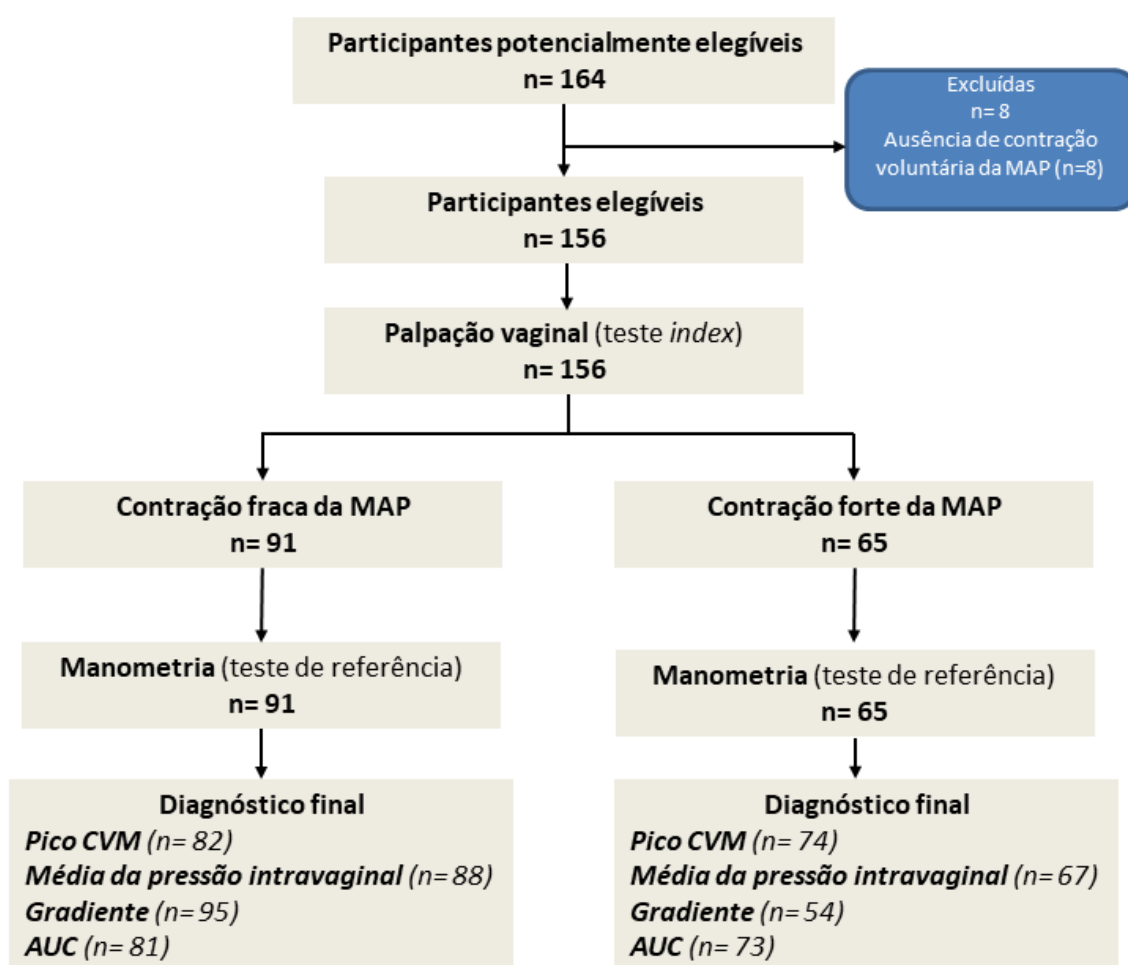 Participantes potencialmente elegíveis
n= 164
Excluídas
n= 8
Ausência de contração
voluntária da MAP (n=8)
Participantes elegíveis
n= 156
Palpação vaginal (teste index)
n= 156
Contração fraca da MAP
n= 91
Contração forte da MAP
n= 65
Manometria (teste de referência)
n= 91
Manometria (teste de referência)
n= 65
Diagnóstico final
Pico CVM (n= 82)
Média da pressão intravaginal (n= 88)
Gradiente (n= 95)
AUC (n= 81)
Diagnóstico final
Pico CVM (n= 74)
Média da pressão intravaginal (n= 67)
Gradiente (n= 54)
AUC (n= 73)